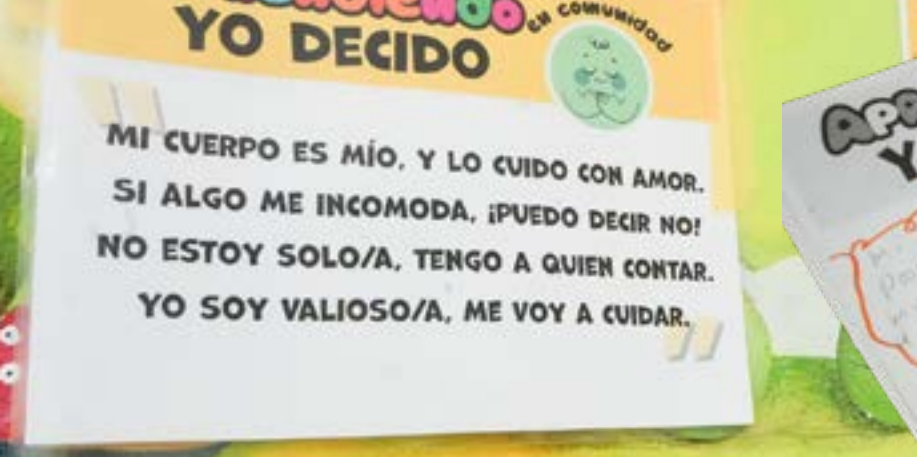 en comunidad
YO DECIDO
"MI CUERPO ES MÍO, Y LO CUIDO CON AMOR.
SI ALGO ME INCOMODA, ¡PUEDO DECIR NO!
NO ESTOY SOLO/A, TENGO A QUIEN CONTAR.
YO SOY VALIOSO/A, ME VOY A CUIDAR."